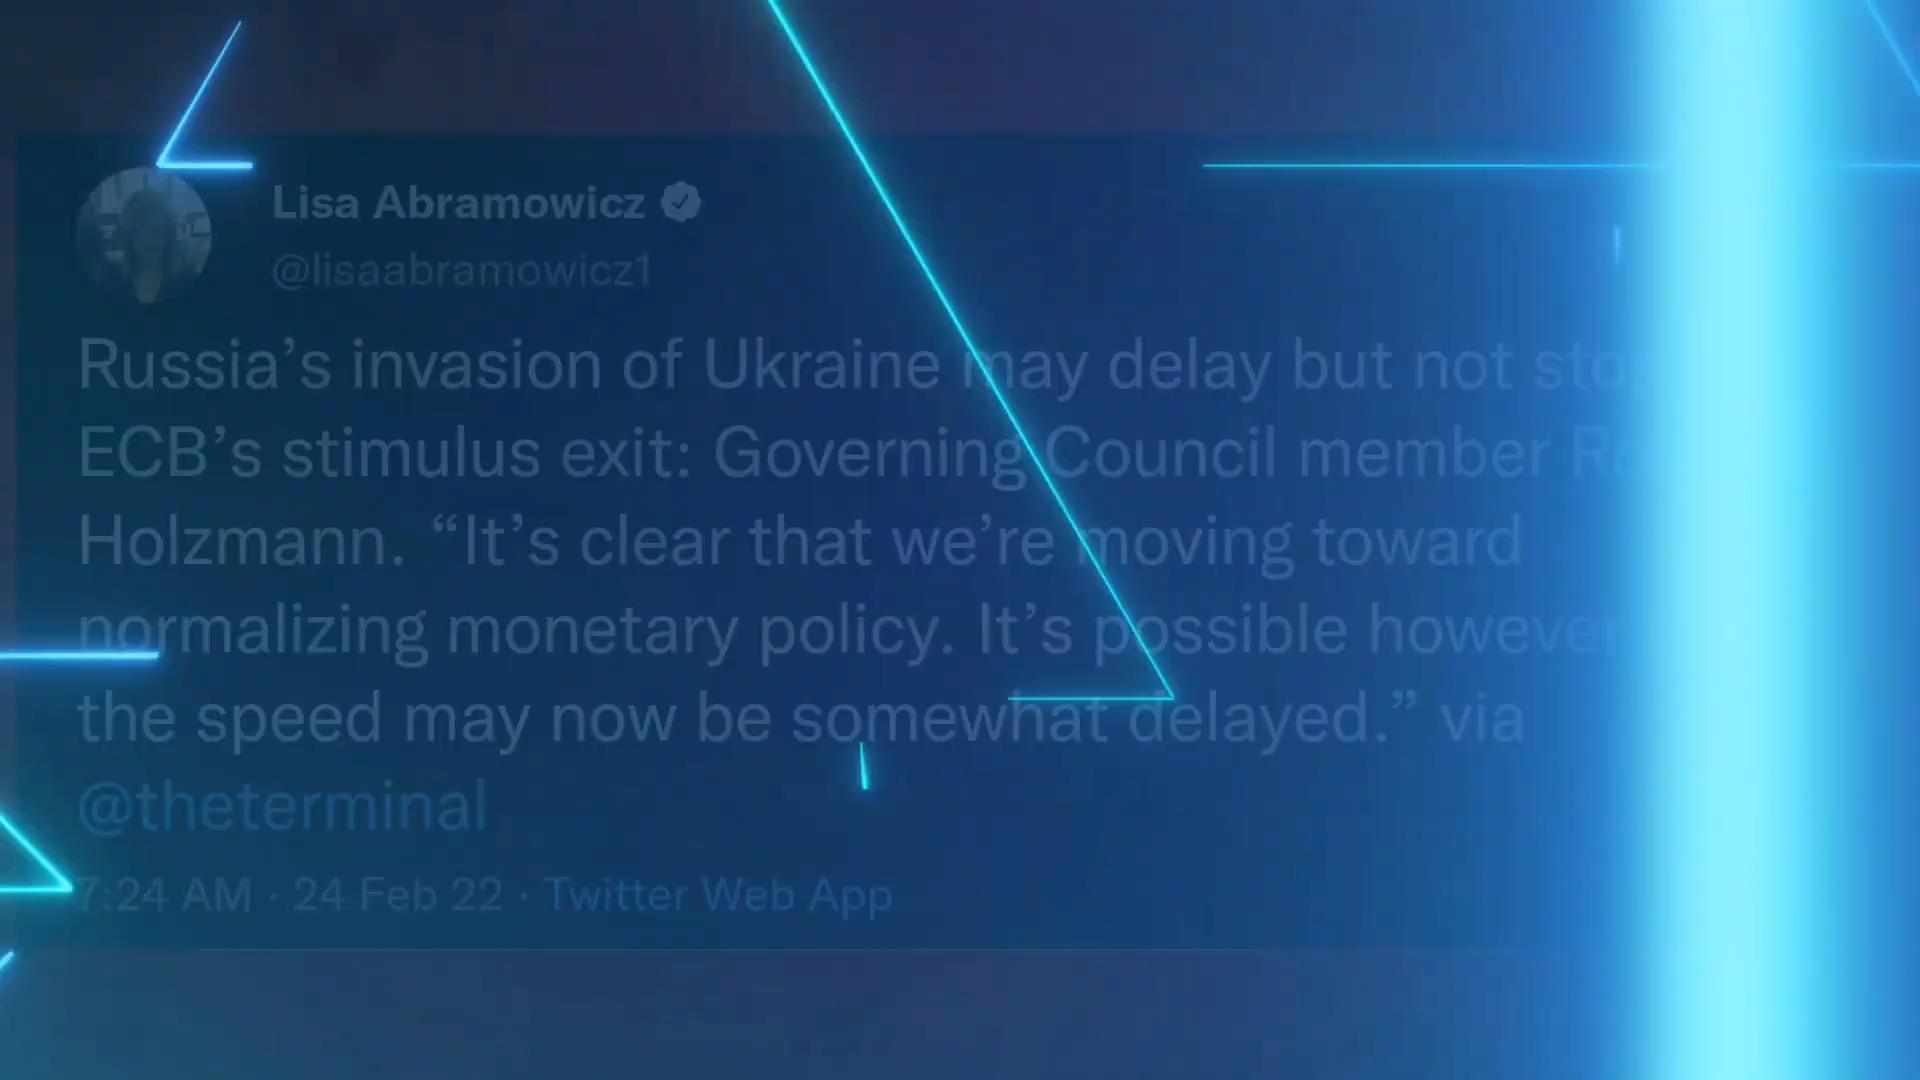 Lisa Abramowicz
@lisaabramowicz1
Russia’s invasion of Ukraine may delay but not stop
ECB’s stimulus exit: Governing Council member
Holzmann. “It’s clear that we’re moving toward
normalizing monetary policy. It’s possible however
the speed may now be somewhat delayed.” via
@theterminal
7:24 AM · 24 Feb 22 · Twitter Web App